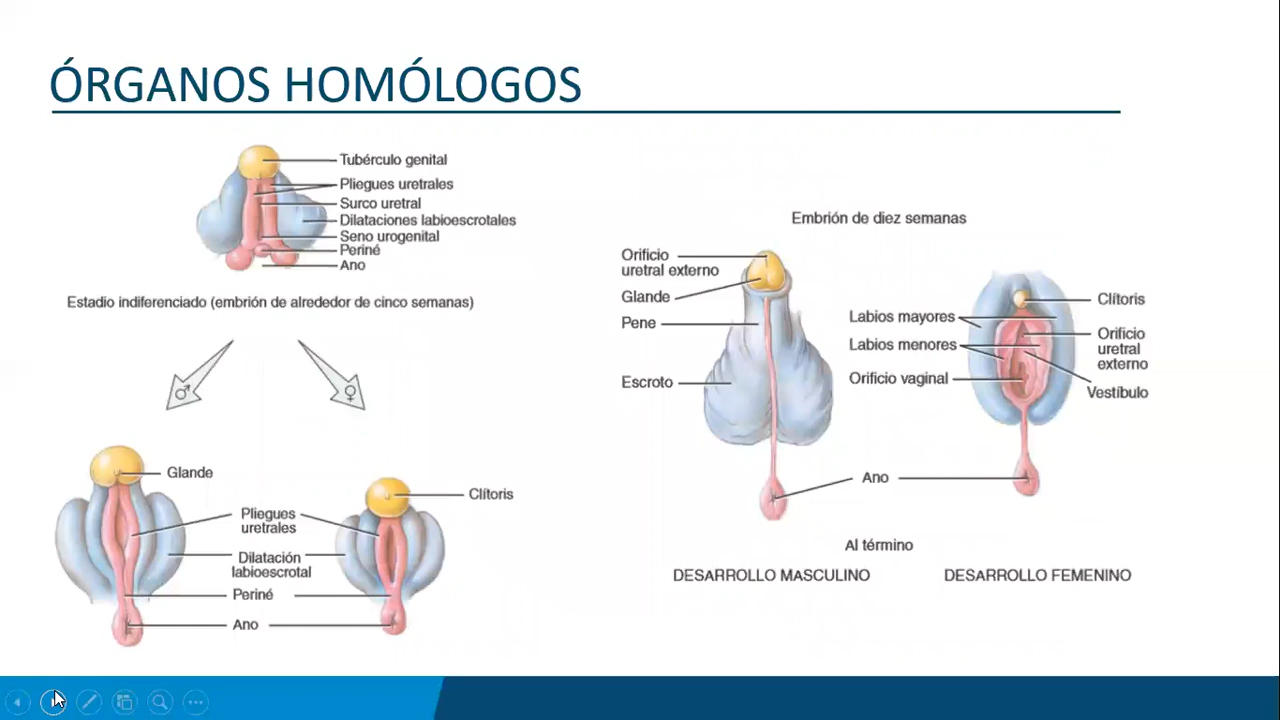 ÓRGANOS HOMÓLOGOS
Tubérculo genital
Pliegues uretrales
Surco uretral
Dilataciones labioescrotales
Seno urogenital
Periné
Ano
Estadio indiferenciado (embrión de alrededor de cinco semanas)
Glande
Clítoris
Pliegues
uretrales
Dilatación
labioescrotal
Periné
Ano
Embrión de diez semanas
Orificio
uretral externo
Glande
Pene
Escroto
Labios mayores
Labios menores
Orificio vaginal
Clítoris
Orificio
uretral
externo
Vestíbulo
Ano
Al término
DESARROLLO MASCULINO
DESARROLLO FEMENINO